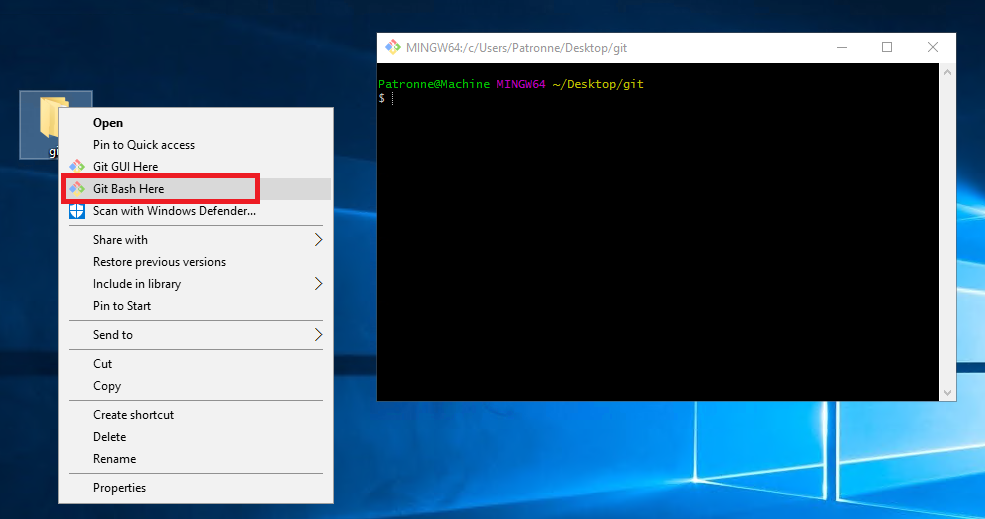 MINGW64:/c/Users/Patronne/Desktop/git
Patronne@Machine MINGW64 ~/Desktop/git
$
Open
Pin to Quick access
Git GUI Here
Git Bash Here
Scan with Windows Defender...
Share with
Restore previous versions
Include in library
Pin to Start
Send to
Cut
Copy
Create shortcut
Delete
Rename
Properties